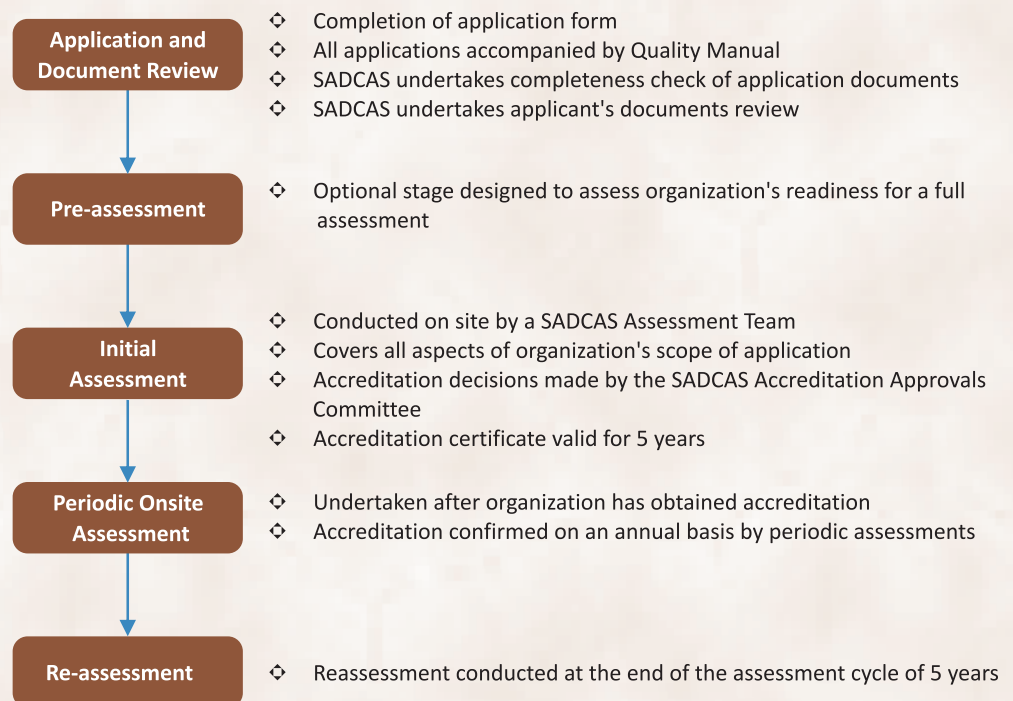 Application and
Document Review
Completion of application form
All applications accompanied by Quality Manual
SADCAS undertakes completeness check of application documents
SADCAS undertakes applicant's documents review
Pre-assessment
Optional stage designed to assess organization's readiness for a full
assessment
Initial
Assessment
Conducted on site by a SADCAS Assessment Team
Covers all aspects of organization's scope of application
Accreditation decisions made by the SADCAS Accreditation Approvals
Committee
Accreditation certificate valid for 5 years
Periodic Onsite
Assessment
Undertaken after organization has obtained accreditation
Accreditation confirmed on an annual basis by periodic assessments
Re-assessment
Reassessment conducted at the end of the assessment cycle of 5 years